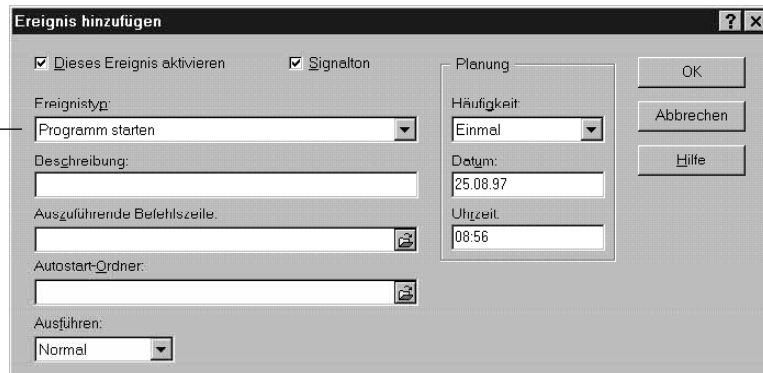 Ereignis hinzufügen
Dieses Ereignis aktivieren
Signalton
Ereignistyp:
Programm starten
Beschreibung:
Auszuführende Befehlszeile:
Autostart-Ordner:
Ausführen:
Normal
Planung
Häufigkeit:
Einmal
Datum:
25.08.97
Uhrzeit:
08:56
OK
Abbrechen
Hilfe